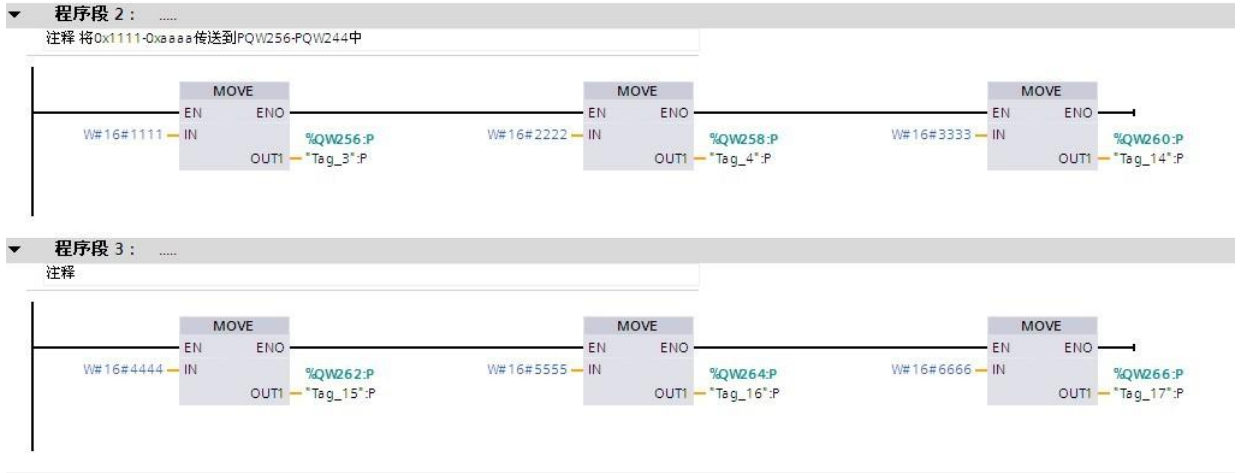 程序段 2： .....
注释 将0x1111-0xaaaa传送到PQW256-PQW244中
MOVE MOVE MOVE
EN ENO EN ENO EN ENO
W#16#1111 IN %QW256:P W#16#2222 IN %QW258:P W#16#3333 IN %QW260:P
OUT1 "Tag_3":P OUT1 "Tag_4":P OUT1 "Tag_14":P
程序段 3： .....
注释
MOVE MOVE MOVE
EN ENO EN ENO EN ENO
W#16#4444 IN %QW262:P W#16#5555 IN %QW264:P W#16#6666 IN %QW266:P
OUT1 "Tag_15":P OUT1 "Tag_16":P OUT1 "Tag_17":P